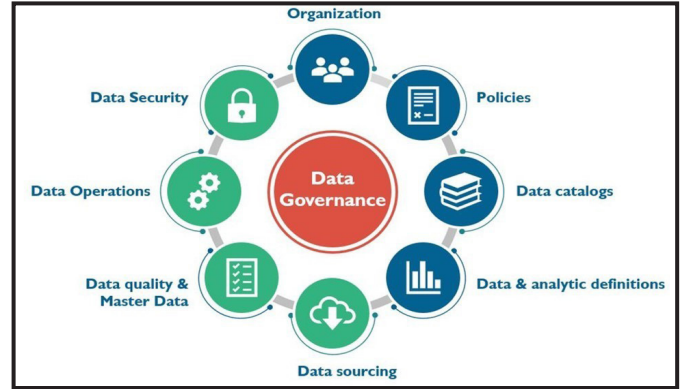 Organization
Policies
Data catalogs
Data & analytic definitions
Data sourcing
Data quality &
Master Data
Data Operations
Data Security
Data
Governance